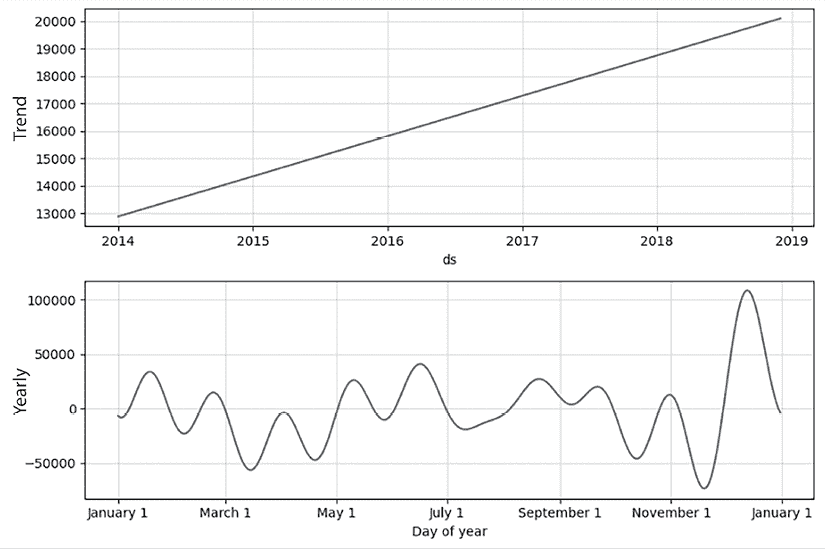 Trend
20000
19000
18000
17000
16000
15000
14000
13000
2014 2015 2016 2017 2018 2019
ds
Yearly
100000
50000
0
−50000
January 1 March 1 May 1 July 1 September 1 November 1 January 1
Day of year